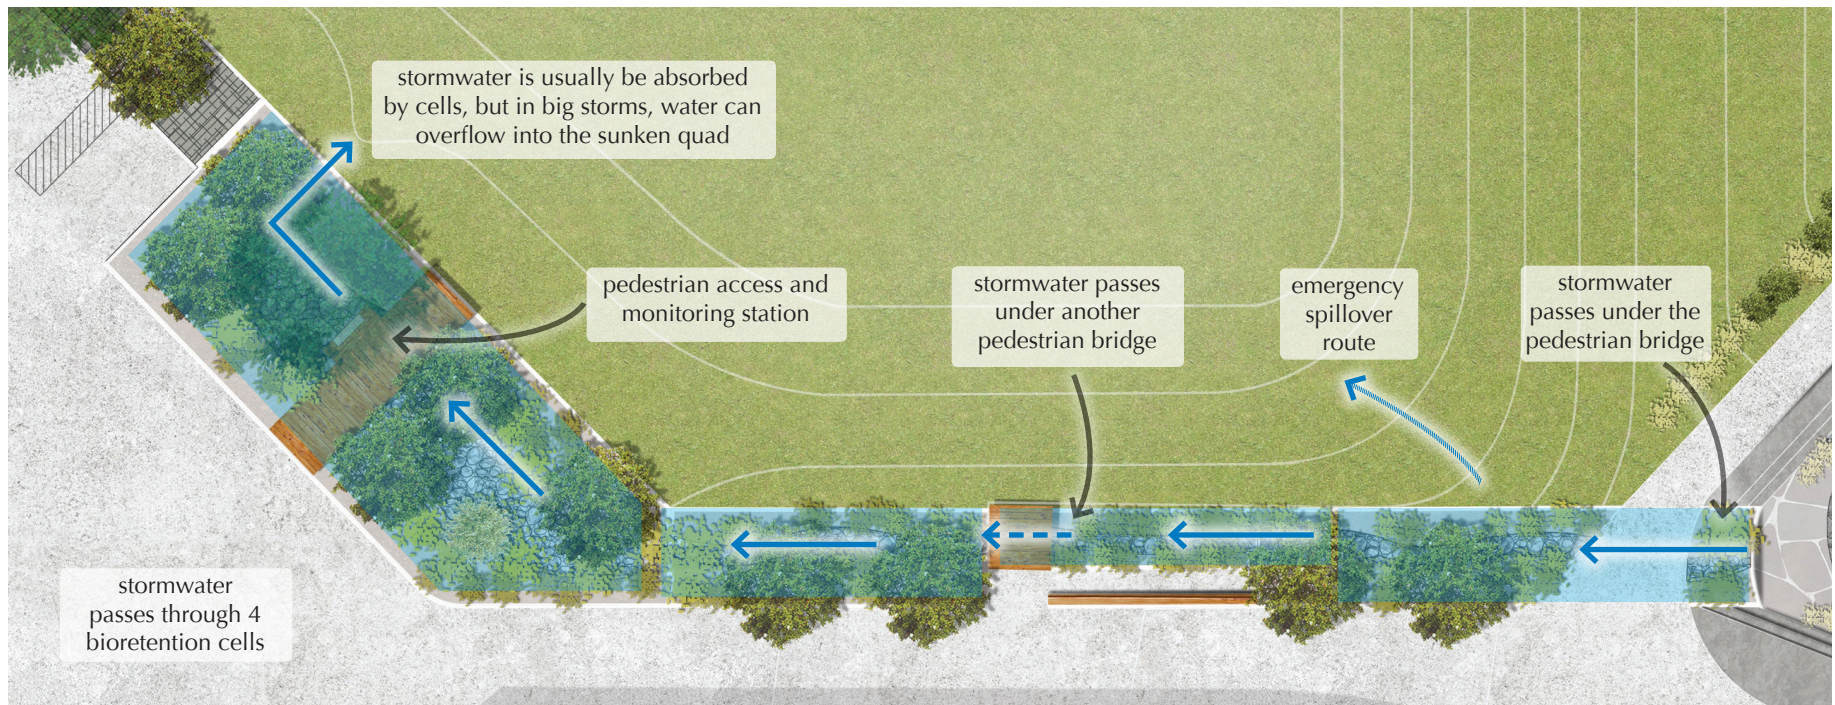 stormwater is usually be absorbed
by cells, but in big storms, water can
overflow into the sunken quad
pedestrian access and
monitoring station
stormwater passes
under another
pedestrian bridge
emergency
spillover
route
stormwater
passes under the
pedestrian bridge
stormwater
passes through 4
bioretention cells